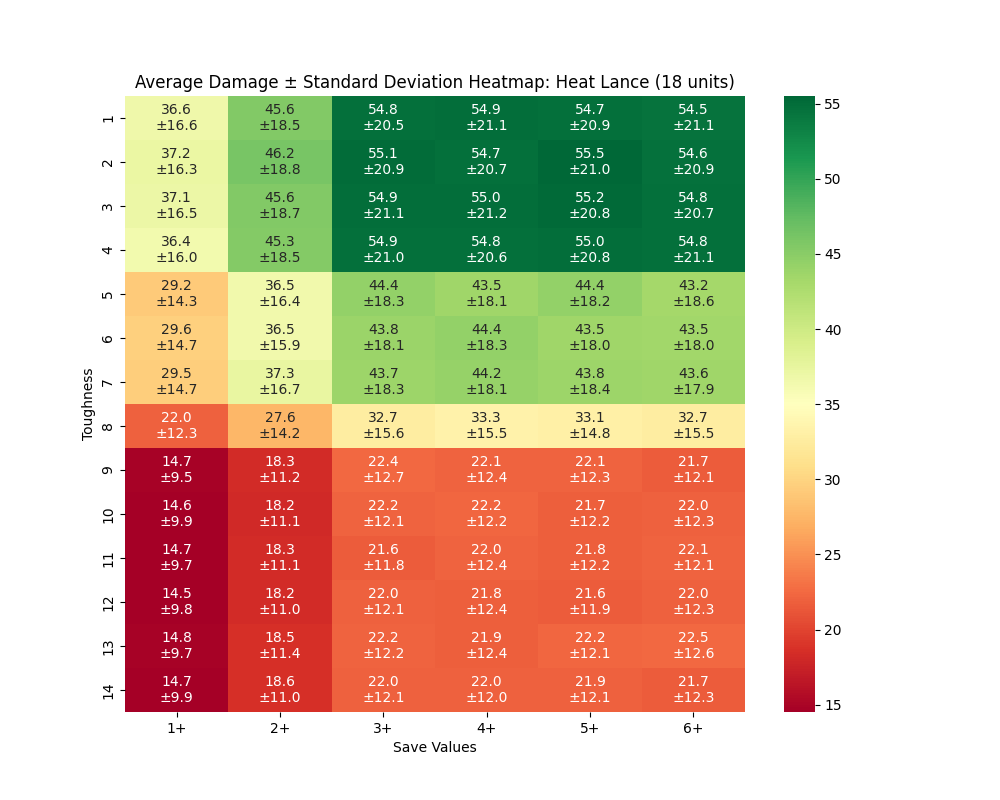 Average Damage ± Standard Deviation Heatmap: Heat Lance (18 units)
Toughness
1
36.6 45.6 54.8 54.9 54.7 54.5
±16.6 ±18.5 ±20.5 ±21.1 ±20.9 ±21.1
2
37.2 46.2 55.1 54.7 55.5 54.6
±16.3 ±18.8 ±20.9 ±20.7 ±21.0 ±20.9
3
37.1 45.6 54.9 55.0 55.2 54.8
±16.5 ±18.7 ±21.1 ±21.2 ±20.8 ±20.7
4
36.4 45.3 54.9 54.8 55.0 54.8
±16.0 ±18.5 ±21.0 ±20.6 ±20.8 ±21.1
5
29.2 36.5 44.4 43.5 44.4 43.2
±14.3 ±16.4 ±18.3 ±18.1 ±18.2 ±18.6
6
29.6 36.5 43.8 44.4 43.5 43.5
±14.7 ±15.9 ±18.1 ±18.3 ±18.0 ±18.0
7
29.5 37.3 43.7 44.2 43.8 43.6
±14.7 ±16.7 ±18.3 ±18.1 ±18.4 ±17.9
8
22.0 27.6 32.7 33.3 33.1 32.7
±12.3 ±14.2 ±15.6 ±15.5 ±14.8 ±15.5
9
14.7 18.3 22.4 22.1 22.1 21.7
±9.5 ±11.2 ±12.7 ±12.4 ±12.3 ±12.1
10
14.6 18.2 22.2 22.2 21.7 22.0
±9.9 ±11.1 ±12.1 ±12.2 ±12.2 ±12.3
11
14.7 18.3 21.6 22.0 21.8 22.1
±9.7 ±11.1 ±11.8 ±12.4 ±12.2 ±12.1
12
14.5 18.2 22.0 21.8 21.6 22.0
±9.8 ±11.0 ±12.1 ±12.4 ±11.9 ±12.3
13
14.8 18.5 22.2 21.9 22.2 22.5
±9.7 ±11.4 ±12.2 ±12.4 ±12.1 ±12.6
14
14.7 18.6 22.0 22.0 21.9 21.7
±9.9 ±11.0 ±12.1 ±12.0 ±12.1 ±12.3
1+ 2+ 3+ 4+ 5+ 6+
Save Values
55
50
45
40
35
30
25
20
15